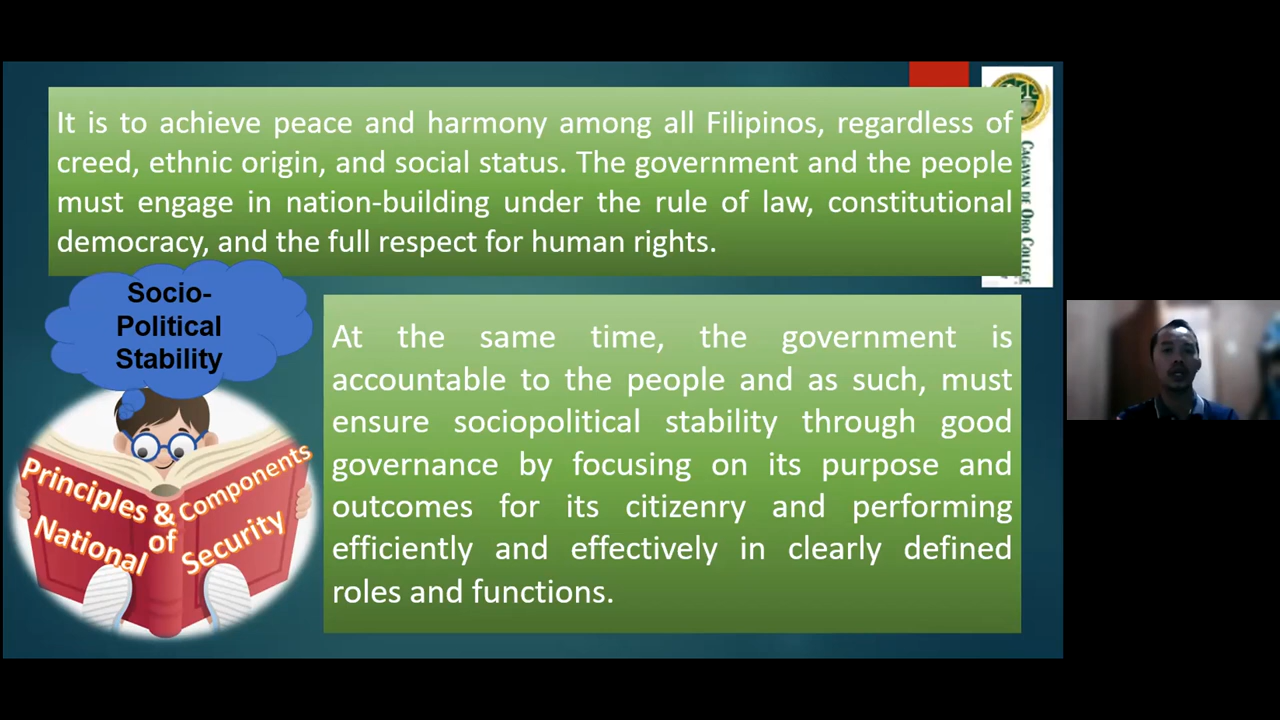 It is to achieve peace and harmony among all Filipinos, regardless of
creed, ethnic origin, and social status. The government and the people
must engage in nation-building under the rule of law, constitutional
democracy, and the full respect for human rights.
CAGAYAN DE ORO COLLEGE
Socio-
Political
Stability
At the same time, the government is
accountable to the people and as such, must
ensure sociopolitical stability through good
governance by focusing on its purpose and
outcomes for its citizenry and performing
efficiently and effectively in clearly defined
roles and functions.
Principles & Components
National of Security